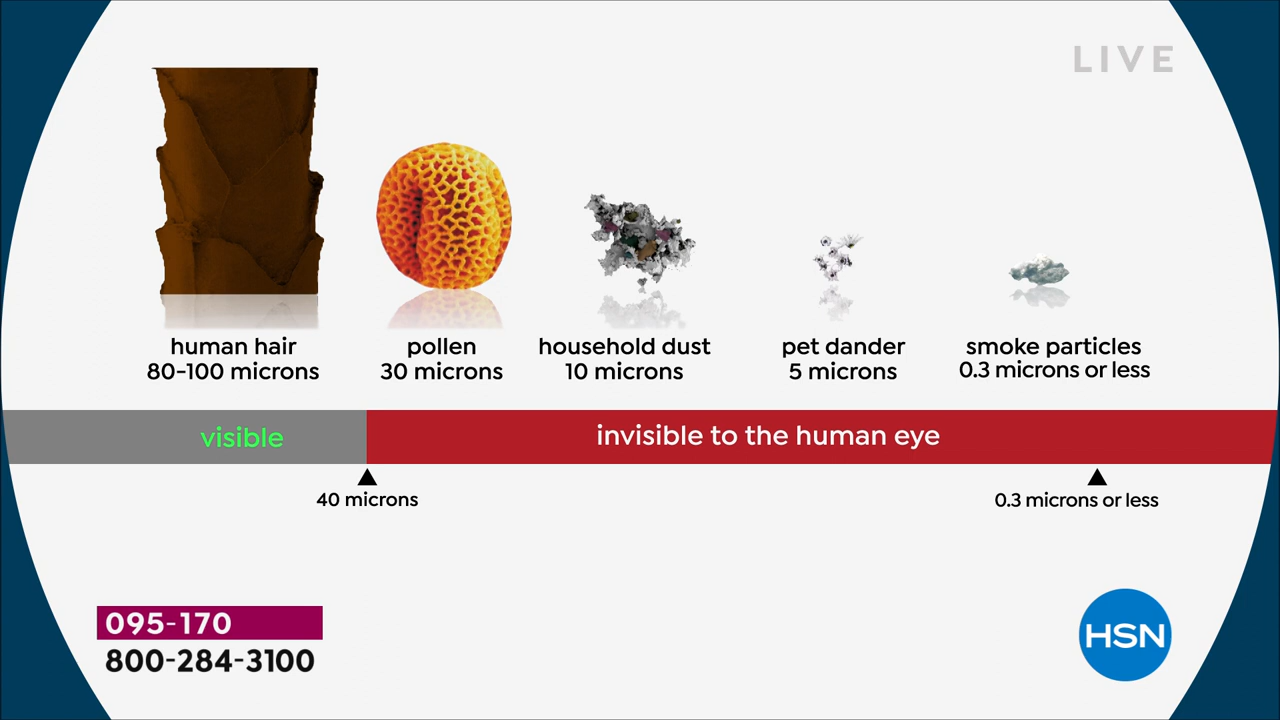 LIVE
human hair
80-100 microns
pollen
30 microns
household dust
10 microns
pet dander
5 microns
smoke particles
0.3 microns or less
visible
invisible to the human eye
40 microns
0.3 microns or less
095-170
800-284-3100
HSN